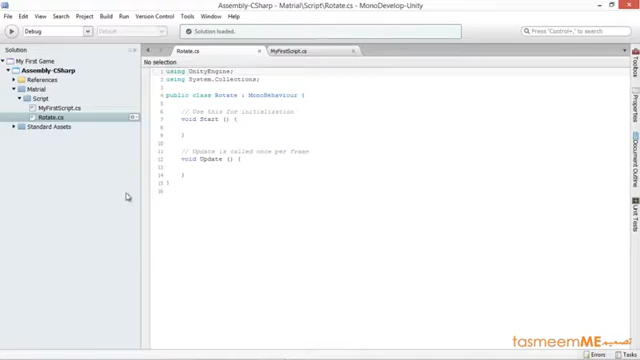 Assembly-CSharp - Matrial\Script\Rotate.cs - MonoDevelop-Unity
File Edit View Search Project Build Run Version Control Tools Window Help
Debug
Default
Solution loaded.
Press 'Control+,' to search
Solution
Rotate.cs
MyFirstScript.cs
My First Game
No selection
Assembly-CSharp
References
Matrial
Script
MyFirstScript.cs
Rotate.cs
Standard Assets
1 using UnityEngine;
2 using System.Collections;
3
4 public class Rotate : MonoBehaviour {
5
6 // Use this for initialization
7 void Start () {
8
9 }
10
11 // Update is called once per frame
12 void Update () {
13
14 }
15 }
16
Toolbox
Properties
Document Outline
Unit Tests
tasmeemME تصميم
Errors
Tasks